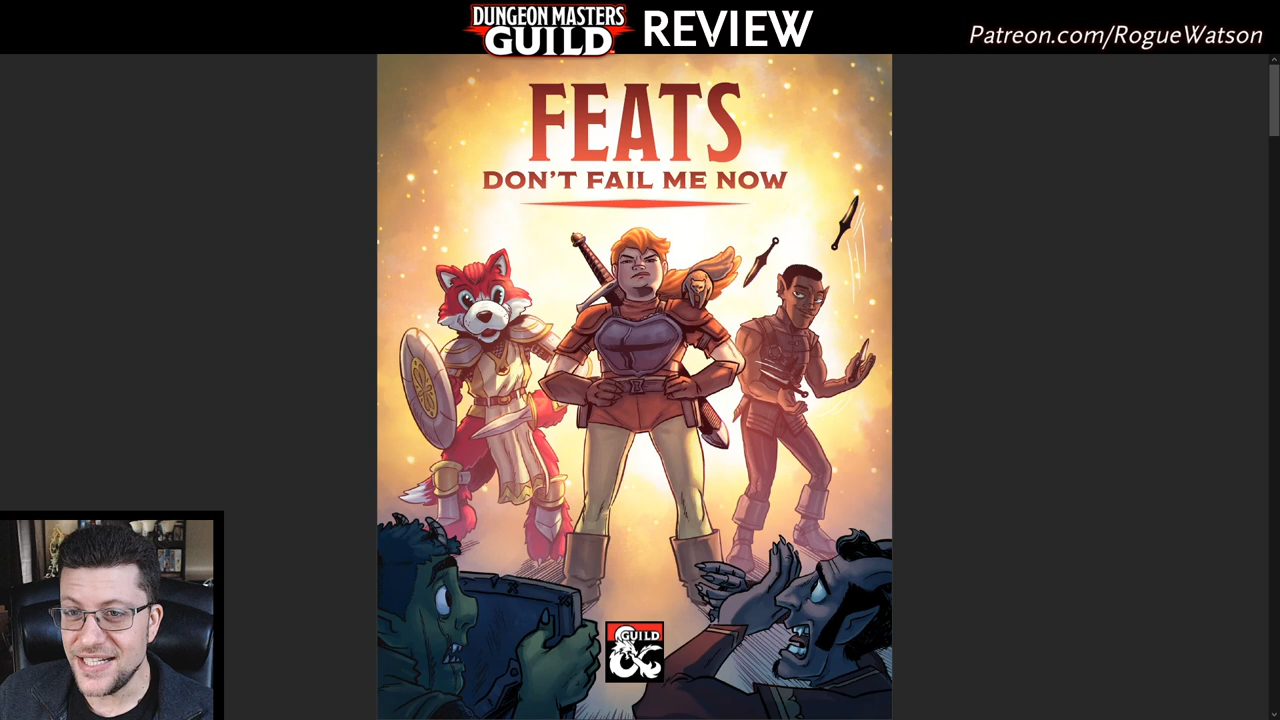 DUNGEON MASTERS
GUILD
REVIEW
Patreon.com/RogueWatson
FEATS
DON'T FAIL ME NOW
GUILD